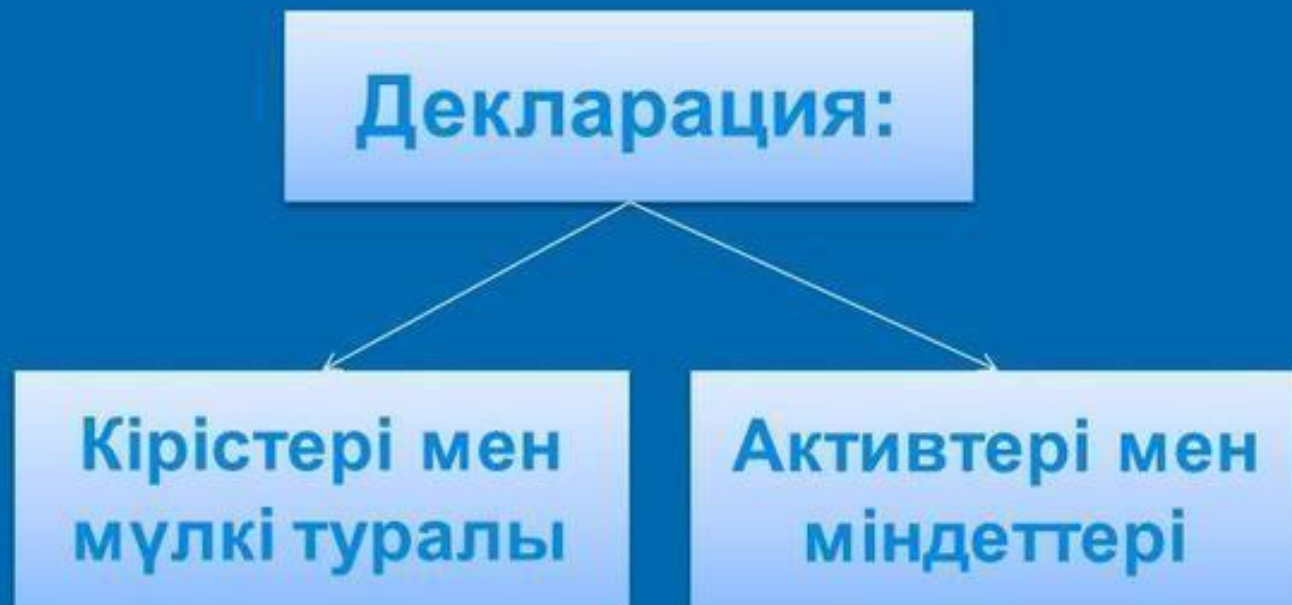 Декларация:
Кірістері мен
мүлкі туралы
Активтері мен
міндеттері